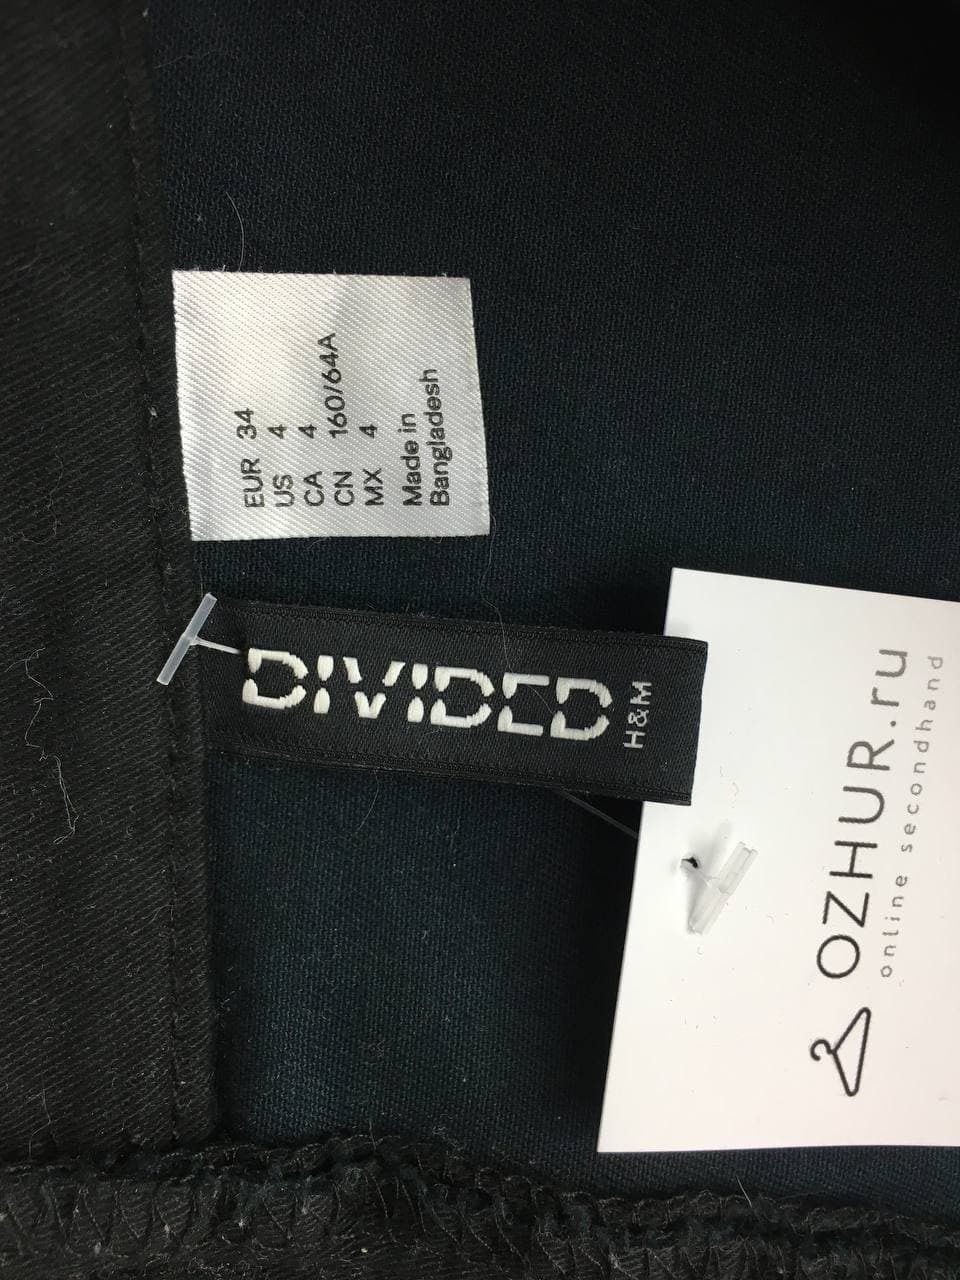 EUR 34
US 4
CA 4
CN 160/64A
MX 4
Made in
Bangladesh
DIVIDED
H&M
OZHUR.ru
online secondhand